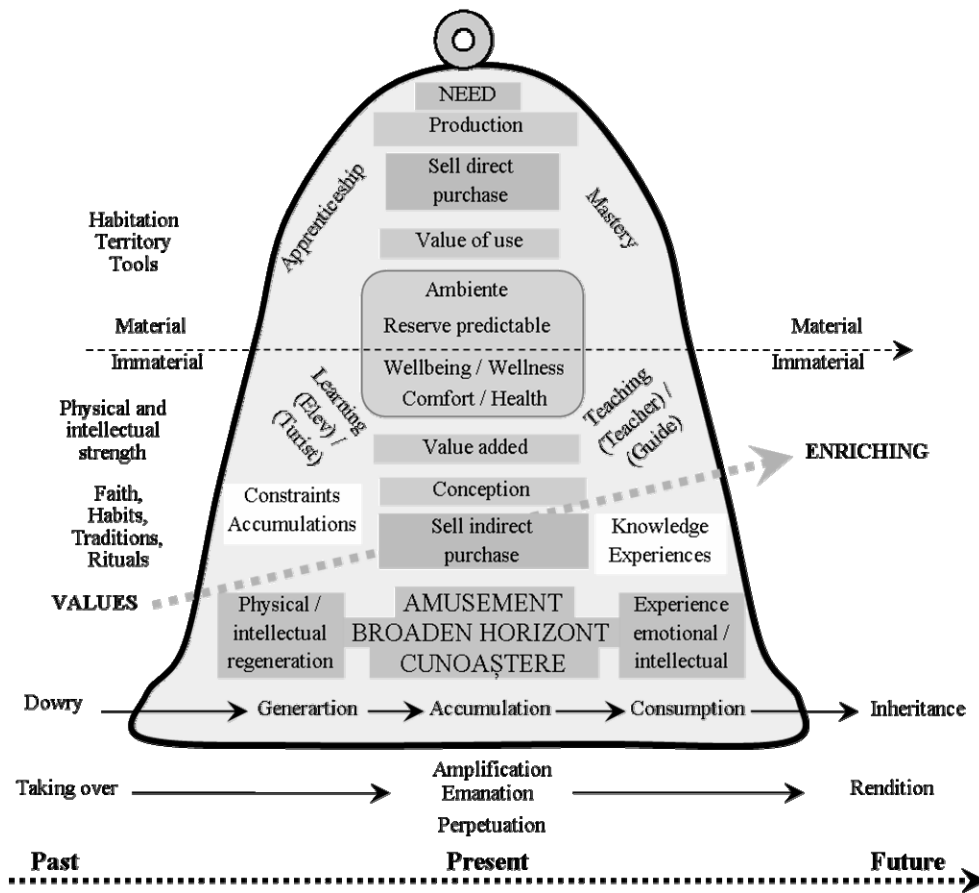 NEED
Production
Sell direct
purchase
Apprenticeship
Mastery
Habitation
Territory
Tools
Value of use
Ambiente
Reserve predictable
Material
Material
Immaterial
Immaterial
Wellbeing / Wellness
Comfort / Health
Learning
(Elev) /
(Turist)
Teaching
(Teacher) /
(Guide)
Physical and
intellectual
strength
Value added
ENRICHING
Faith,
Habits,
Traditions,
Rituals
Constraints
Accumulations
Conception
Sell indirect
purchase
Knowledge
Experiences
VALUES
Physical /
intellectual
regeneration
AMUSEMENT
BROADEN HORIZONT
CUNOAȘTERE
Experience
emotional /
intellectual
Dowry
Generartion
Accumulation
Consumption
Inheritance
Taking over
Amplification
Emanation
Perpetuation
Rendition
Past
Present
Future